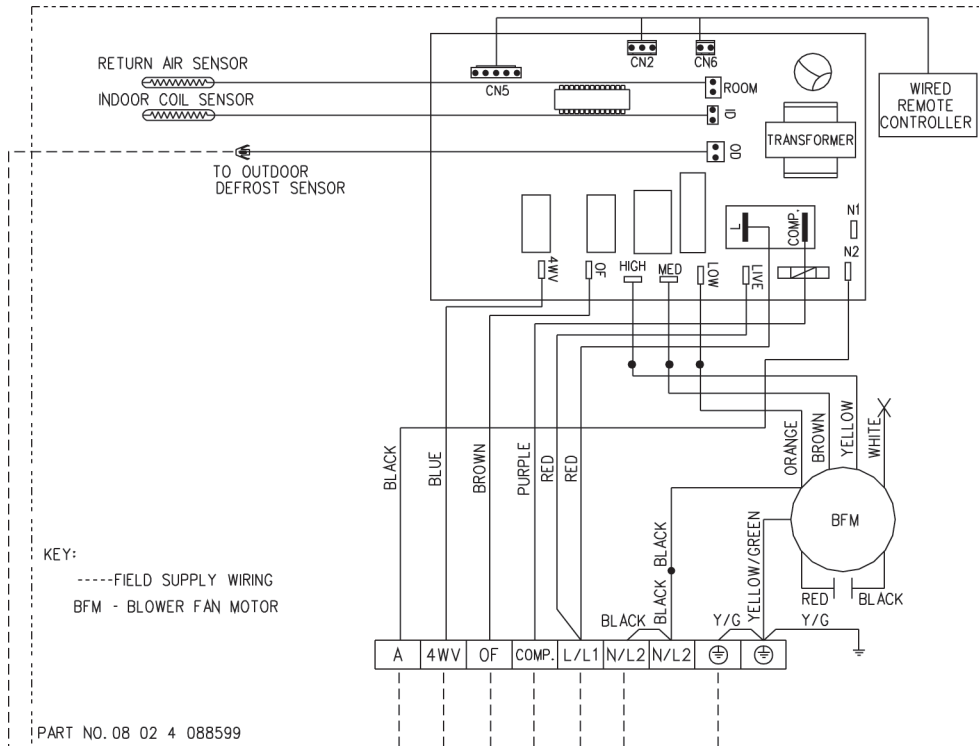 RETURN AIR SENSOR
INDOOR COIL SENSOR
TO OUTDOOR
DEFROST SENSOR
CN5
CN2
CN6
ROOM
ID
OD
TRANSFORMER
WIRED
REMOTE
CONTROLLER
4WV
OF
HIGH
MED
LOW
LIVE
L
COMP.
N1
N2
BLACK
BLUE
BROWN
PURPLE
RED
RED
ORANGE
BROWN
YELLOW
WHITE
BFM
BLACK
BLACK
YELLOW/GREEN
RED
BLACK
KEY:
-----FIELD SUPPLY WIRING
BFM - BLOWER FAN MOTOR
BLACK
Y/G
Y/G
A
4WV
OF
COMP.
L/L1
N/L2
N/L2
PART NO. 08 02 4 088599